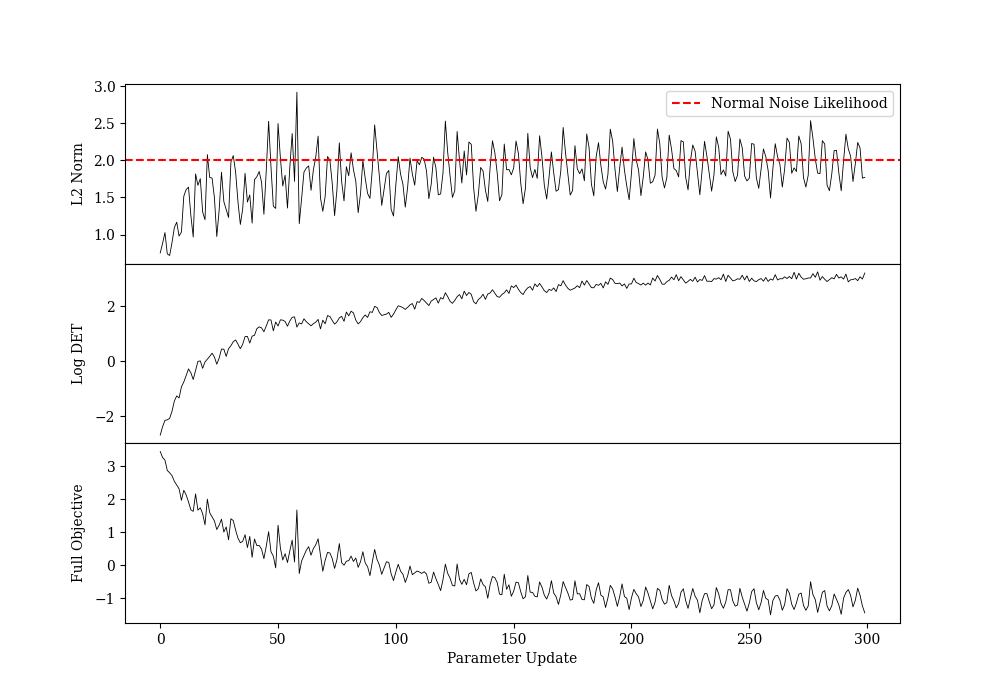 3.0
2.5
2.0
1.5
1.0
L2 Norm
Normal Noise Likelihood
2
0
−2
Log DET
3
2
1
0
−1
Full Objective
0 50 100 150 200 250 300
Parameter Update